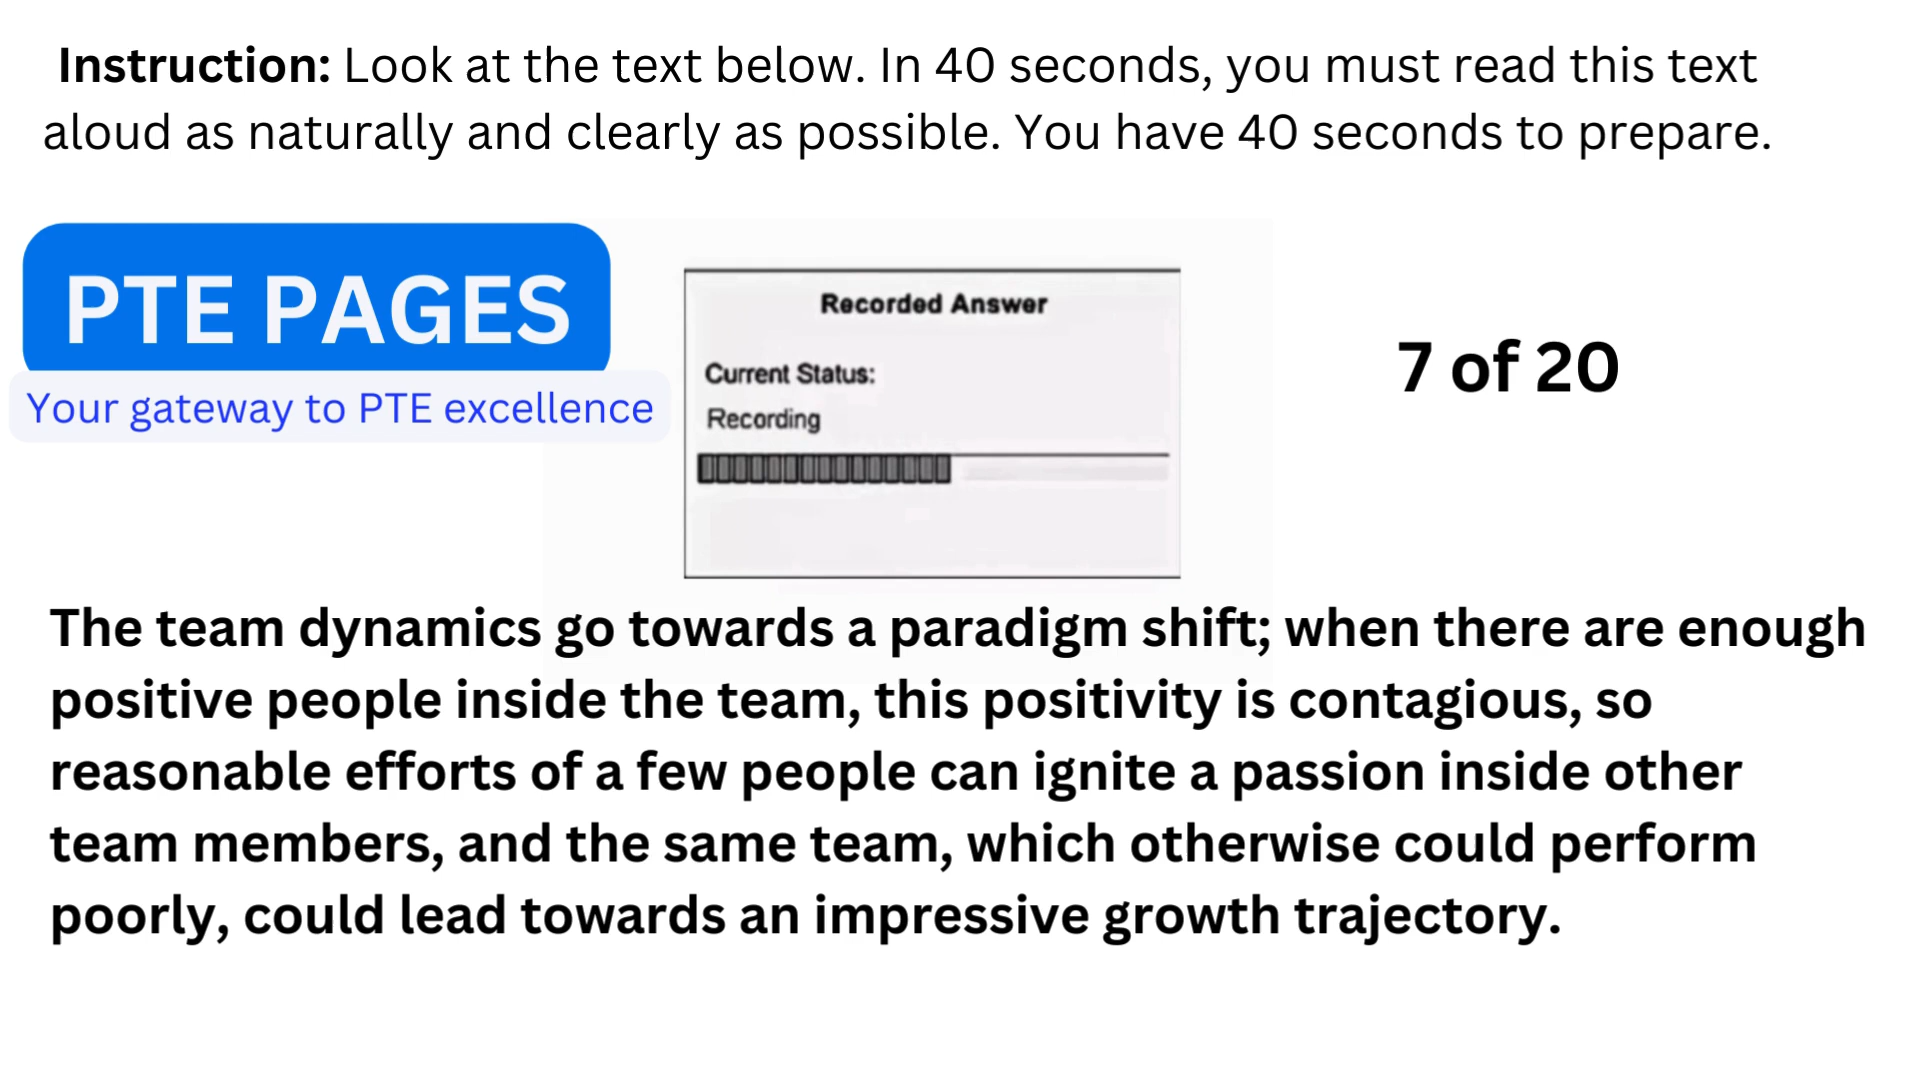 Instruction: Look at the text below. In 40 seconds, you must read this text
aloud as naturally and clearly as possible. You have 40 seconds to prepare.
PTE PAGES
Your gateway to PTE excellence
Recorded Answer
Current Status:
Recording
7 of 20
The team dynamics go towards a paradigm shift; when there are enough
positive people inside the team, this positivity is contagious, so
reasonable efforts of a few people can ignite a passion inside other
team members, and the same team, which otherwise could perform
poorly, could lead towards an impressive growth trajectory.